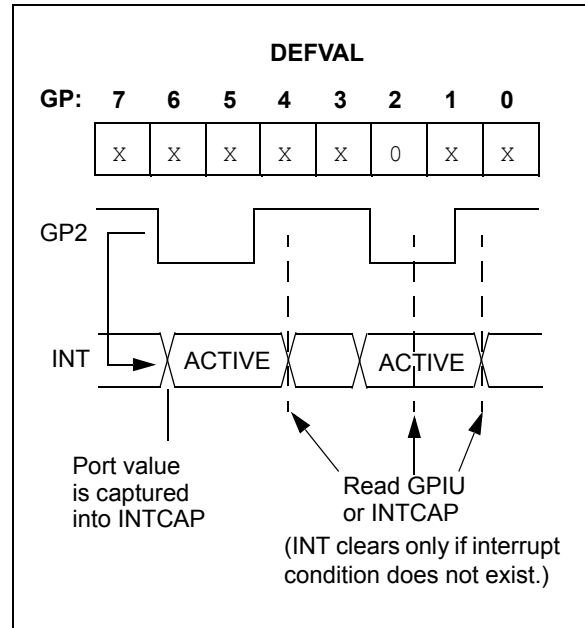 DEFVAL
GP: 7 6 5 4 3 2 1 0
X X X X X 0 X X
GP2
INT ACTIVE ACTIVE
Port value
is captured
into INTCAP
Read GPIU
or INTCAP
(INT clears only if interrupt
condition does not exist.)